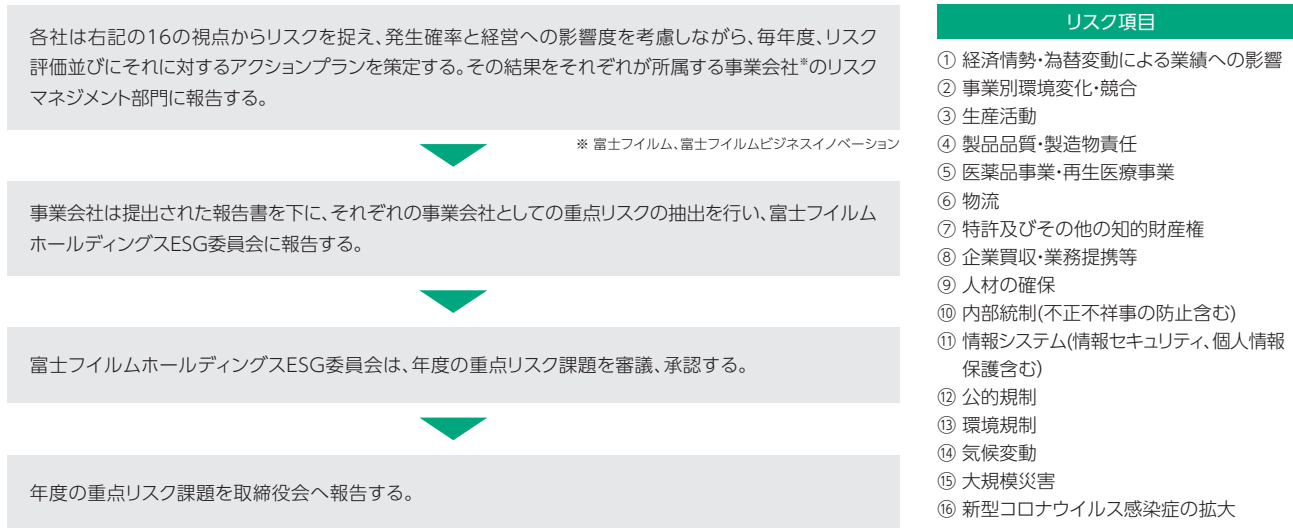 各社は右記の16の視点からリスクを捉え、発生確率と経営への影響度を考慮しながら、毎年度、リスク
評価並びにそれに対するアクションプランを策定する。その結果をそれぞれが所属する事業会社※のリスク
マネジメント部門に報告する。
※ 富士フイルム、富士フイルムビジネスイノベーション
事業会社は提出された報告書を下に、それぞれの事業会社としての重点リスクの抽出を行い、富士フイルム
ホールディングスESG委員会に報告する。
富士フイルムホールディングスESG委員会は、年度の重点リスク課題を審議、承認する。
年度の重点リスク課題を取締役会へ報告する。
リスク項目
① 経済情勢・為替変動による業績への影響
② 事業別環境変化・競合
③ 生産活動
④ 製品品質・製造物責任
⑤ 医薬品事業・再生医療事業
⑥ 物流
⑦ 特許及びその他の知的財産権
⑧ 企業買収・業務提携等
⑨ 人材の確保
⑩ 内部統制(不正不祥事の防止含む)
⑪ 情報システム(情報セキュリティ、個人情報
保護含む)
⑫ 公的規制
⑬ 環境規制
⑭ 気候変動
⑮ 大規模災害
⑯ 新型コロナウイルス感染症の拡大